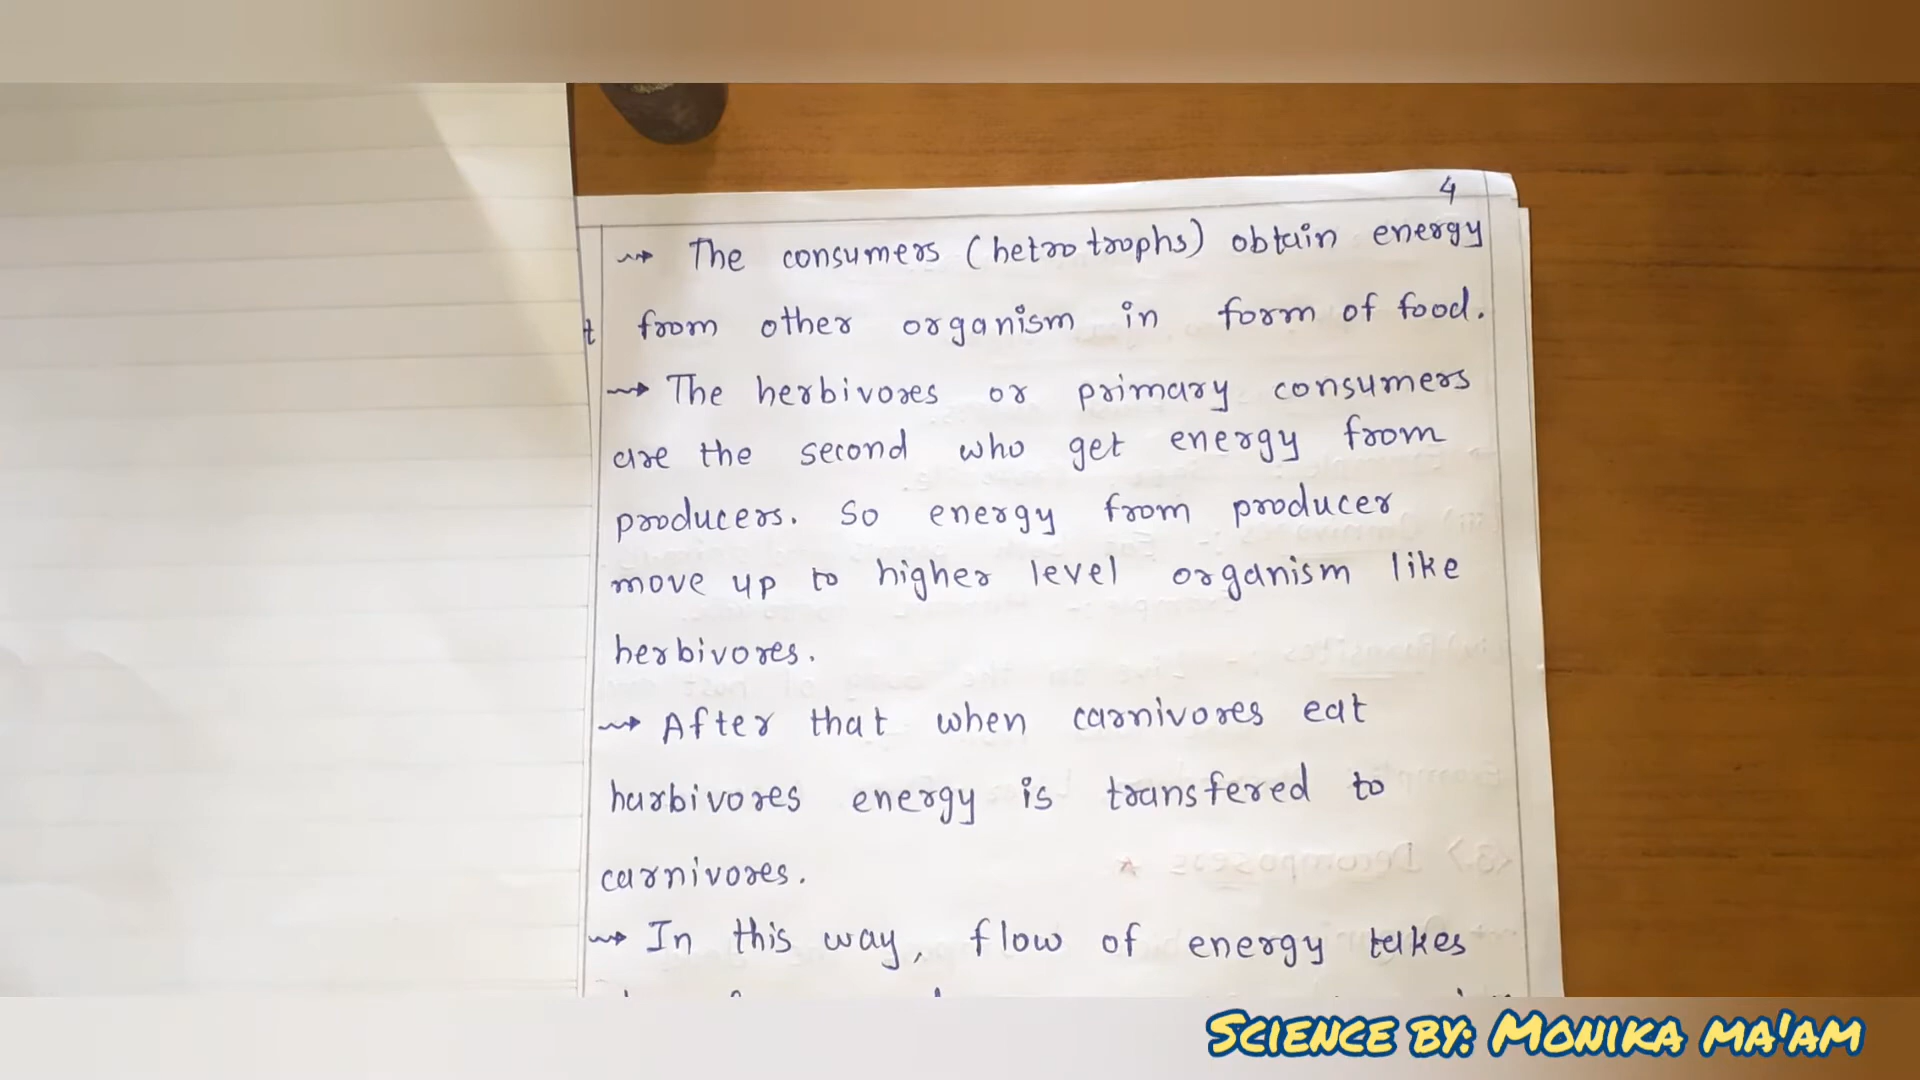 4
⇝ The consumers (hetrotrophs) obtain energy
from other organism in form of food.
⇝ The herbivores or primary consumers
are the second who get energy from
producers. So energy from producer
move up to higher level organism like
herbivores.
⇝ After that when carnivores eat
harbivores energy is transfered to
carnivores.
⇝ In this way, flow of energy takes
SCIENCE BY: MONIKA MA'AM